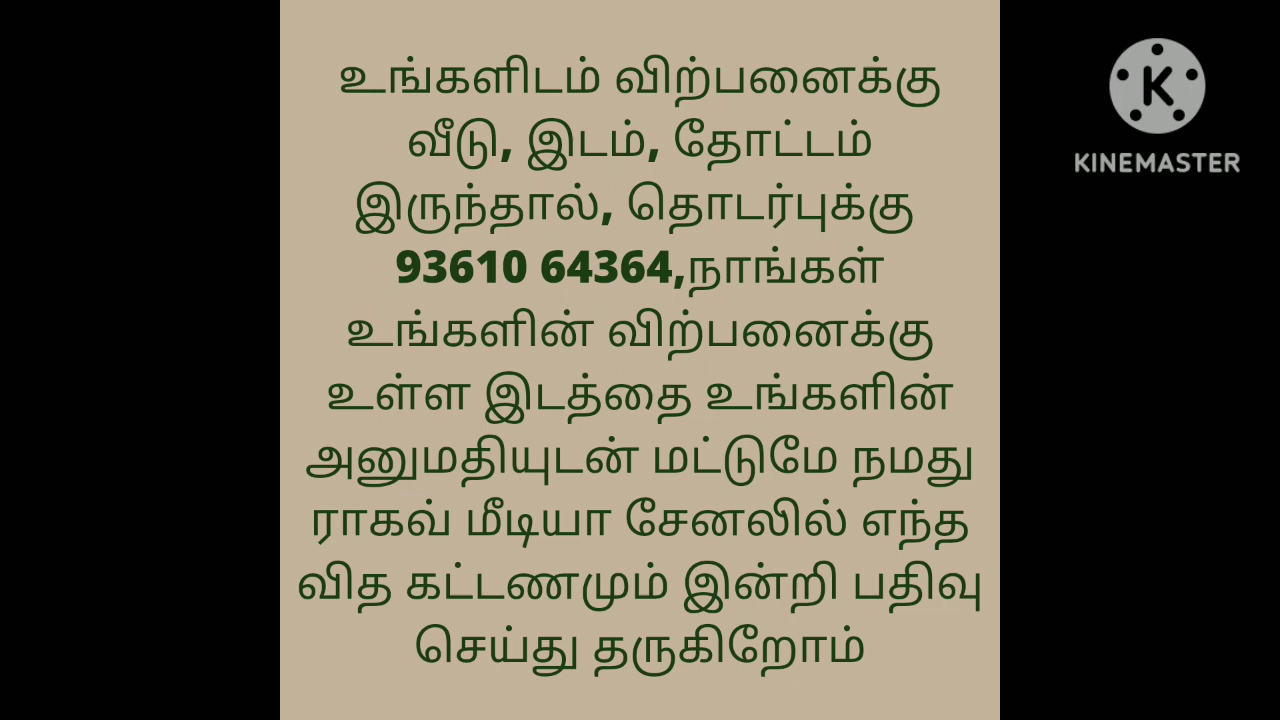 உங்களிடம் விற்பனைக்கு
வீடு, இடம், தோட்டம்
இருந்தால், தொடர்புக்கு
93610 64364,நாங்கள்
உங்களின் விற்பனைக்கு
உள்ள இடத்தை உங்களின்
அனுமதியுடன் மட்டுமே நமது
ராகவ் மீடியா சேனலில் எந்த
வித கட்டணமும் இன்றி பதிவு
செய்து தருகிறோம்
K
KINEMASTER